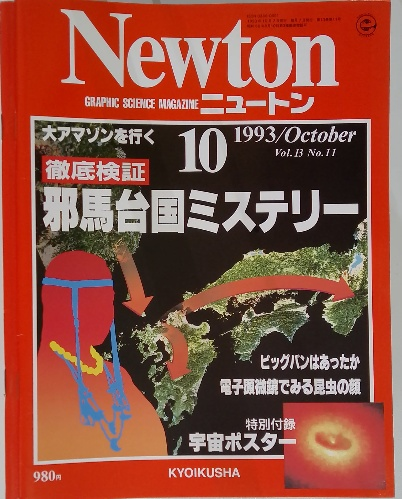 Newton
GRAPHIC SCIENCE MAGAZINE ニュートン
大アマゾンを行く
10
1993/October
Vol.13 No.11
徹底検証
邪馬台国ミステリー
ビッグバンはあったか
電子顕微鏡でみる昆虫の顔
特別付録
宇宙ポスター
980円
KYOIKUSHA